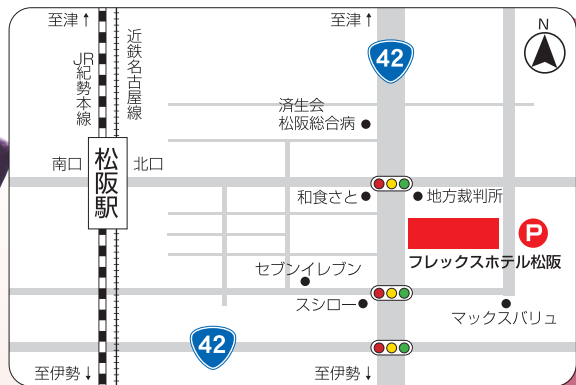 至津↑
至津↑
N
近鉄名古屋線
JR紀勢本線
42
済生会
松阪総合病
南口
松阪駅
北口
和食さと
地方裁判所
P
フレックスホテル松阪
セブンイレブン
スシロー
マックスバリュ
42
至伊勢↓
至伊勢↓